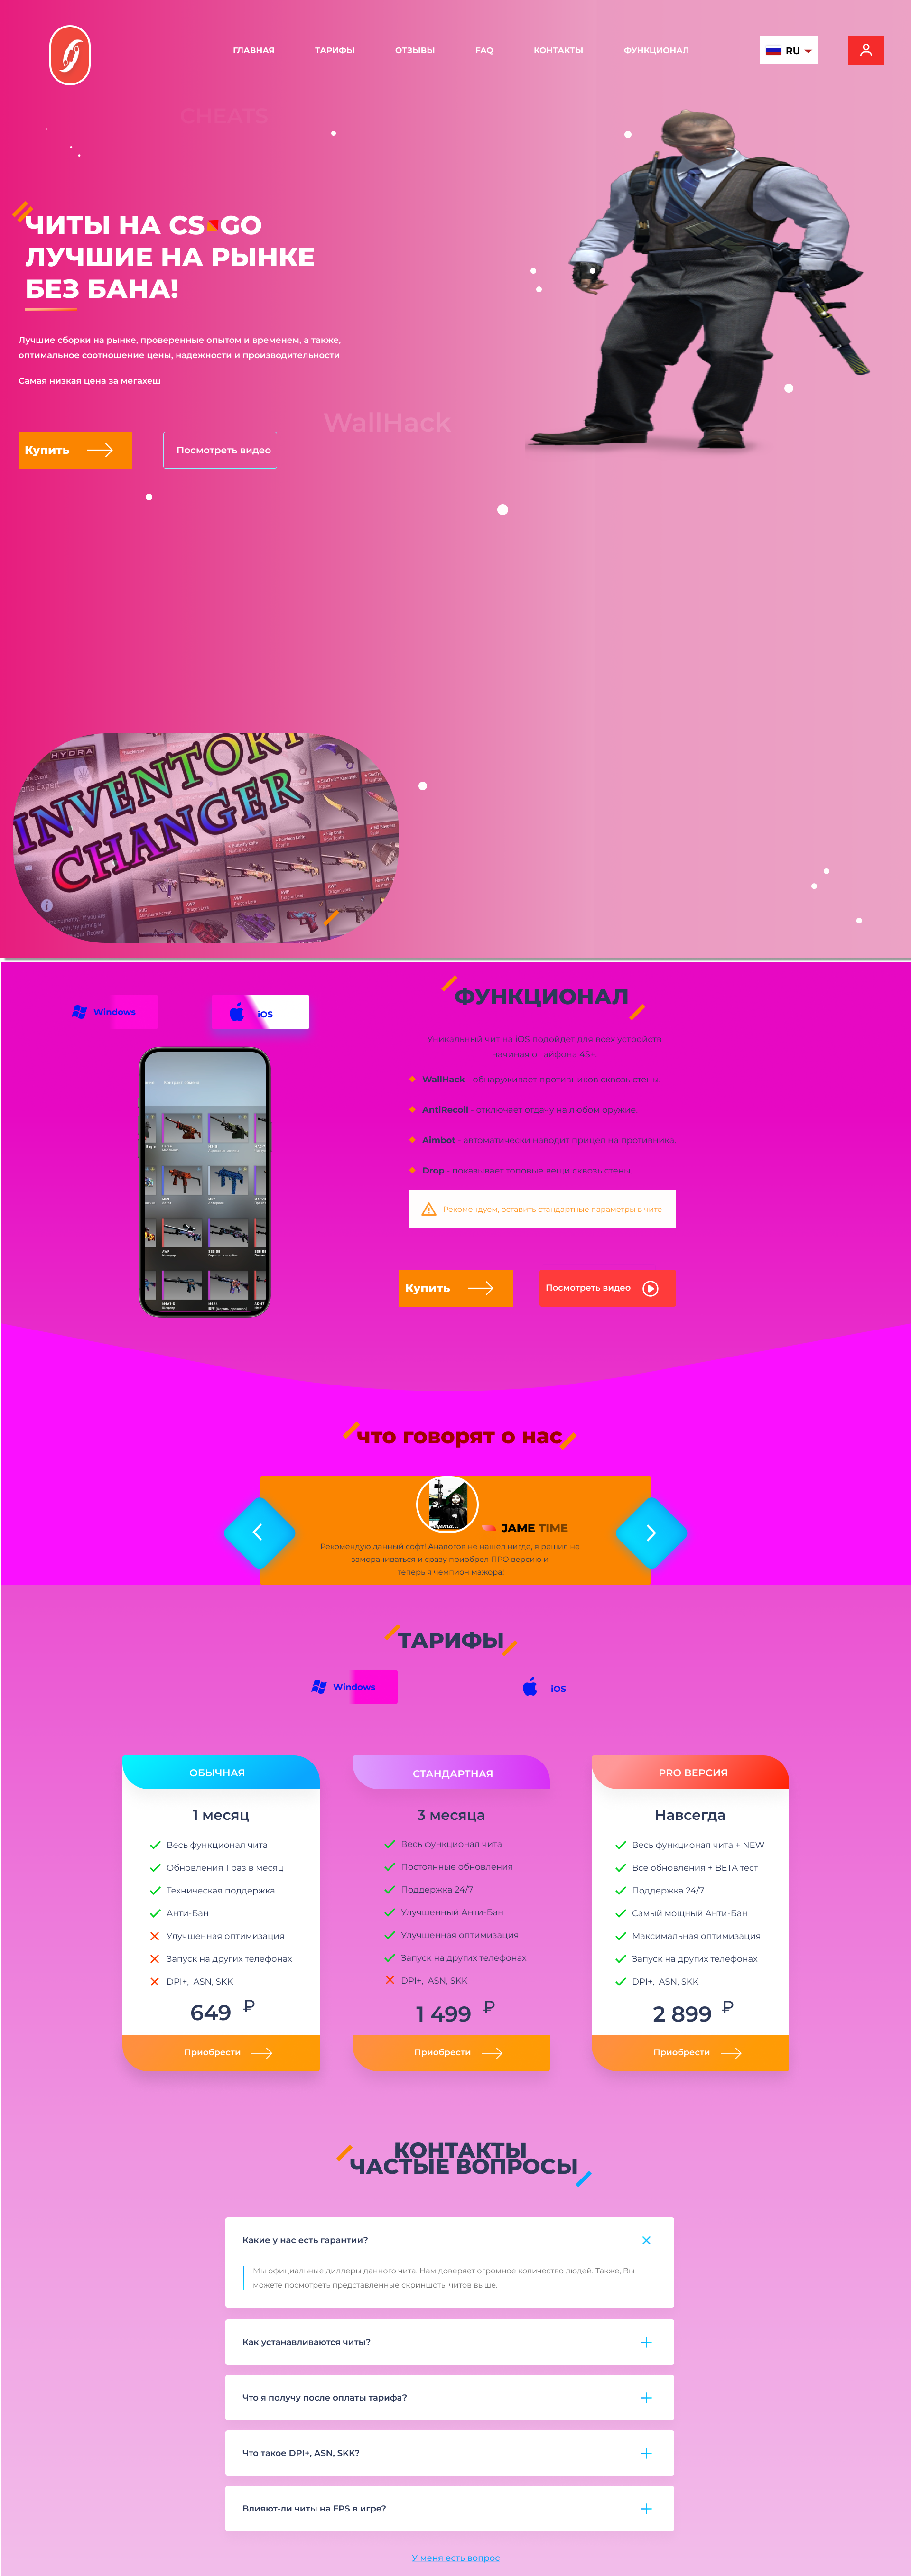 ГЛАВНАЯ ТАРИФЫ ОТЗЫВЫ FAQ КОНТАКТЫ ФУНКЦИОНАЛ RU
CHEATS
ЧИТЫ НА CS GO
ЛУЧШИЕ НА РЫНКЕ
БЕЗ БАНА!
Лучшие сборки на рынке, проверенные опытом и временем, а также,
оптимальное соотношение цены, надежности и производительности
Самая низкая цена за мегахеш
WallHack
Купить Посмотреть видео
HYDRA
INVENTORY
CHANGER
Windows iOS
ФУНКЦИОНАЛ
Уникальный чит на IOS подойдет для всех устройств
начиная от айфона 4S+.
WallHack - обнаруживает противников сквозь стены.
AntiRecoil - отключает отдачу на любом оружие.
Aimbot - автоматически наводит прицел на противника.
Drop - показывает топовые вещи сквозь стены.
Рекомендуем, оставить стандартные параметры в чите
Купить Посмотреть видео
что говорят о нас
JAME TIME
Рекомендую данный софт! Аналогов не нашел нигде, я решил не
заморачиваться и сразу приобрел ПРО версию и
теперь я чемпион мажора!
ТАРИФЫ
Windows iOS
ОБЫЧНАЯ
1 месяц
Весь функционал чита
Обновления 1 раз в месяц
Техническая поддержка
Анти-Бан
Улучшенная оптимизация
Запуск на других телефонах
DPI+, ASN, SKK
649 ₽
Приобрести
СТАНДАРТНАЯ
3 месяца
Весь функционал чита
Постоянные обновления
Поддержка 24/7
Улучшенный Анти-Бан
Улучшенная оптимизация
Запуск на других телефонах
DPI+, ASN, SKK
1 499 ₽
Приобрести
PRO ВЕРСИЯ
Навсегда
Весь функционал чита + NEW
Все обновления + BETA тест
Поддержка 24/7
Самый мощный Анти-Бан
Максимальная оптимизация
Запуск на других телефонах
DPI+, ASN, SKK
2 899 ₽
Приобрести
КОНТАКТЫ
ЧАСТЫЕ ВОПРОСЫ
Какие у нас есть гарантии?
Мы официальные диллеры данного чита. Нам доверяет огромное количество людей. Также, Вы
можете посмотреть представленные скриншоты читов выше.
Как устанавливаются читы?
Что я получу после оплаты тарифа?
Что такое DPI+, ASN, SKK?
Влияют-ли читы на FPS в игре?
У меня есть вопрос